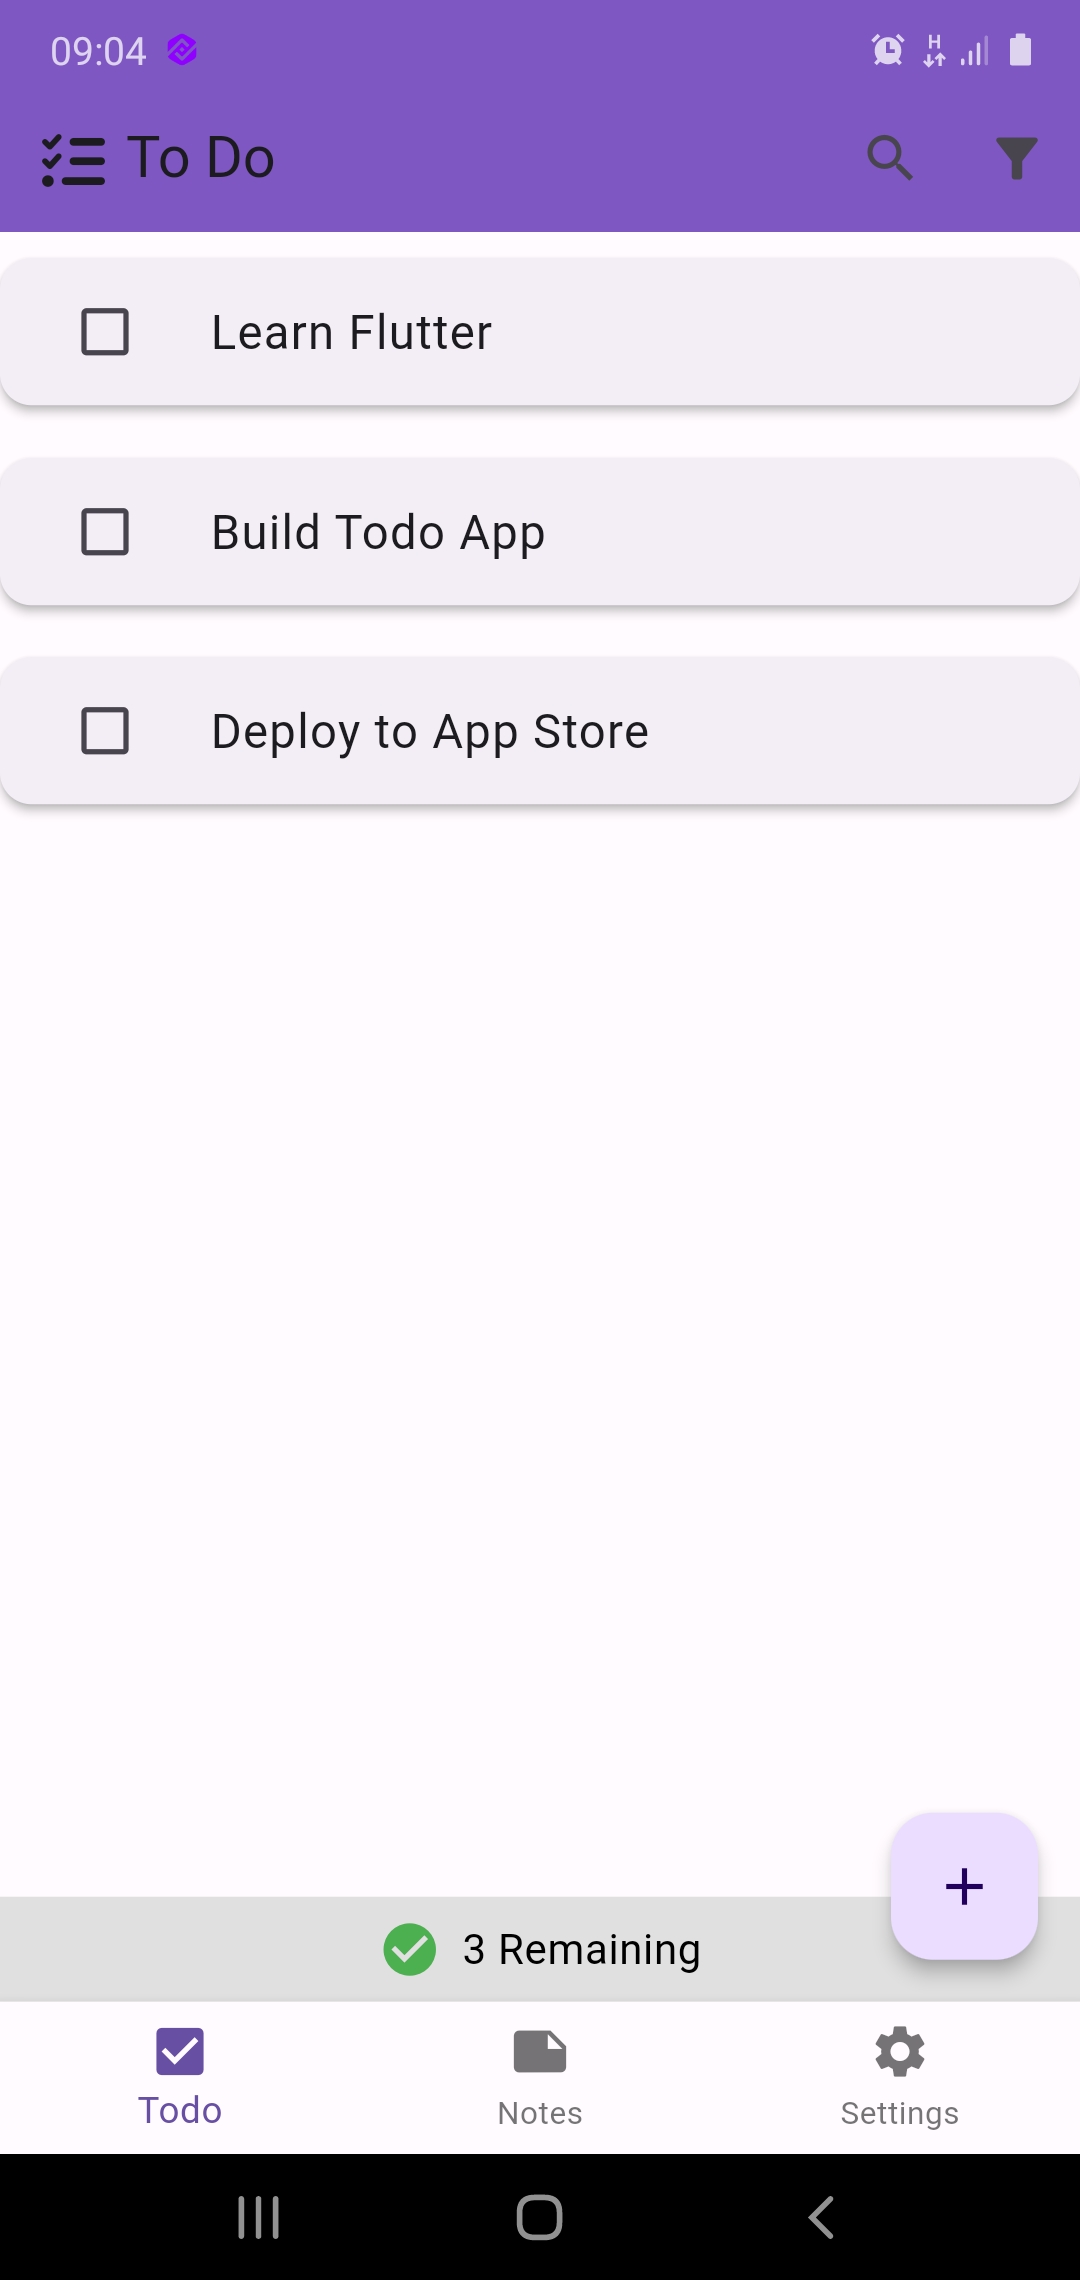 09:04
H
To Do
Learn Flutter
Build Todo App
Deploy to App Store
3 Remaining
Todo
Notes
Settings